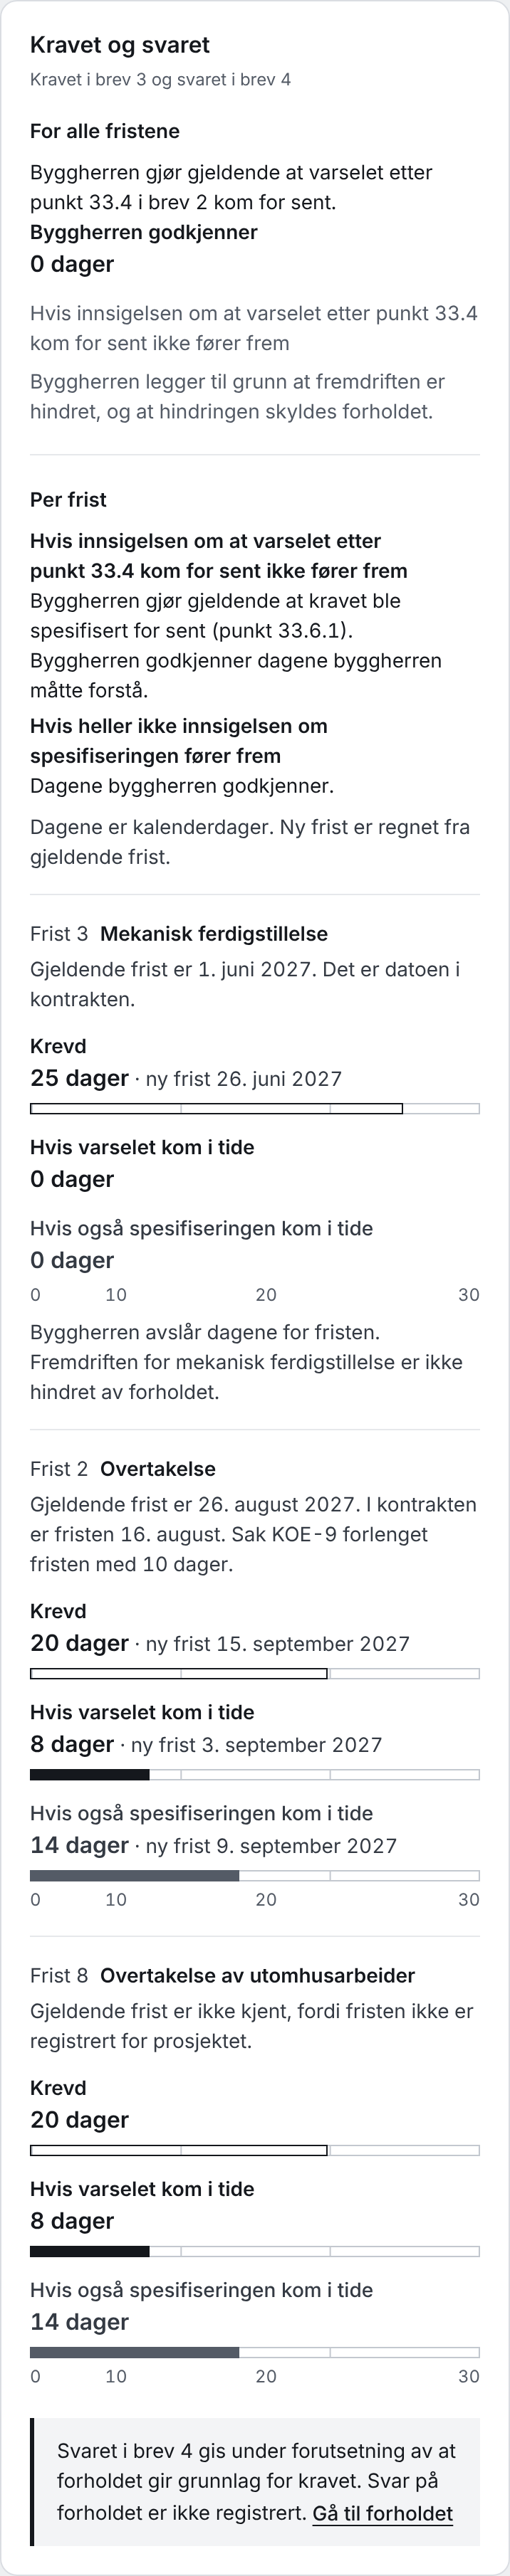 Kravet og svaret
Kravet i brev 3 og svaret i brev 4
For alle fristene
Byggherren gjør gjeldende at varselet etter
punkt 33.4 i brev 2 kom for sent.
Byggherren godkjenner
0 dager
Hvis innsigelsen om at varselet etter punkt 33.4
kom for sent ikke fører frem
Byggherren legger til grunn at fremdriften er
hindret, og at hindringen skyldes forholdet.
Per frist
Hvis innsigelsen om at varselet etter
punkt 33.4 kom for sent ikke fører frem
Byggherren gjør gjeldende at kravet ble
spesifisert for sent (punkt 33.6.1).
Byggherren godkjenner dagene byggherren
måtte forstå.
Hvis heller ikke innsigelsen om
spesifiseringen fører frem
Dagene byggherren godkjenner.
Dagene er kalenderdager. Ny frist er regnet fra
gjeldende frist.
Frist 3 Mekanisk ferdigstillelse
Gjeldende frist er 1. juni 2027. Det er datoen i
kontrakten.
Krevd
25 dager · ny frist 26. juni 2027
Hvis varselet kom i tide
0 dager
Hvis også spesifiseringen kom i tide
0 dager
0 10 20 30
Byggherren avslår dagene for fristen.
Fremdriften for mekanisk ferdigstillelse er ikke
hindret av forholdet.
Frist 2 Overtakelse
Gjeldende frist er 26. august 2027. I kontrakten
er fristen 16. august. Sak KOE-9 forlenget
fristen med 10 dager.
Krevd
20 dager · ny frist 15. september 2027
Hvis varselet kom i tide
8 dager · ny frist 3. september 2027
Hvis også spesifiseringen kom i tide
14 dager · ny frist 9. september 2027
0 10 20 30
Frist 8 Overtakelse av utomhusarbeider
Gjeldende frist er ikke kjent, fordi fristen ikke er
registrert for prosjektet.
Krevd
20 dager
Hvis varselet kom i tide
8 dager
Hvis også spesifiseringen kom i tide
14 dager
0 10 20 30
Svaret i brev 4 gis under forutsetning av at
forholdet gir grunnlag for kravet. Svar på
forholdet er ikke registrert. Gå til forholdet